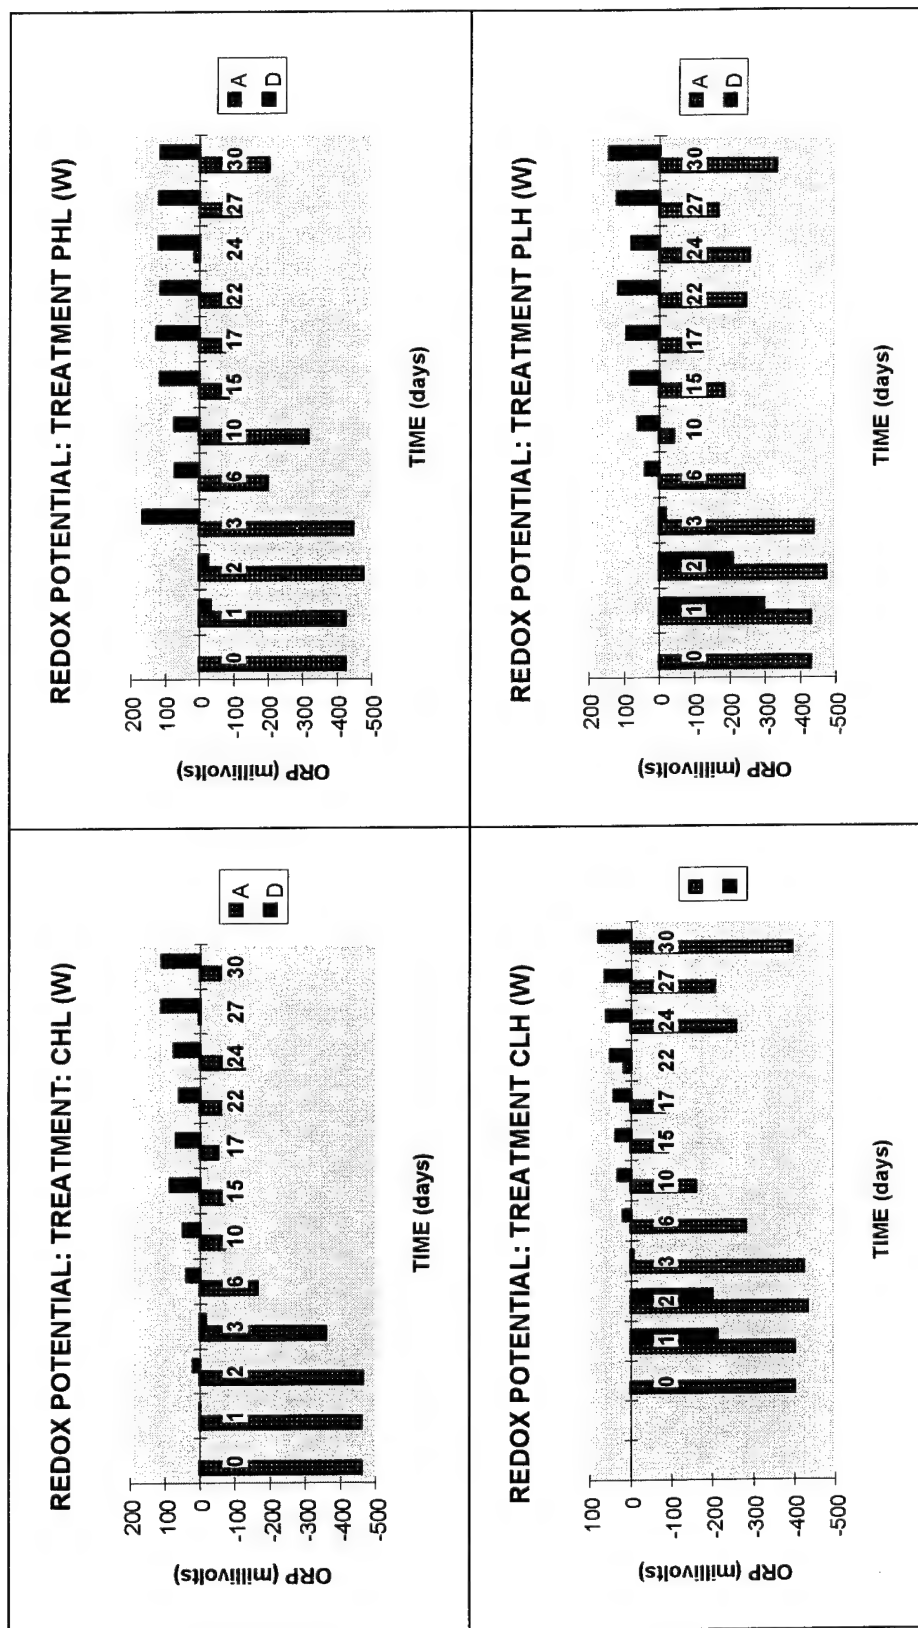 REDOX POTENTIAL: TREATMENT: CHL (W)
200
100
0
-100
-200
-300
-400
-500
ORP (millivolts)
0 1 2 3 6 10 15 17 22 24 27 30
TIME (days)
A
D
REDOX POTENTIAL: TREATMENT PHL (W)
200
100
0
-100
-200
-300
-400
-500
ORP (millivolts)
0 1 2 3 6 10 15 17 22 24 27 30
TIME (days)
A
D
REDOX POTENTIAL: TREATMENT CLH (W)
100
0
-100
-200
-300
-400
-500
ORP (millivolts)
0 1 2 3 6 10 15 17 22 24 27 30
TIME (days)
REDOX POTENTIAL: TREATMENT PLH (W)
200
100
0
-100
-200
-300
-400
-500
ORP (millivolts)
0 1 2 3 6 10 15 17 22 24 27 30
TIME (days)
A
D